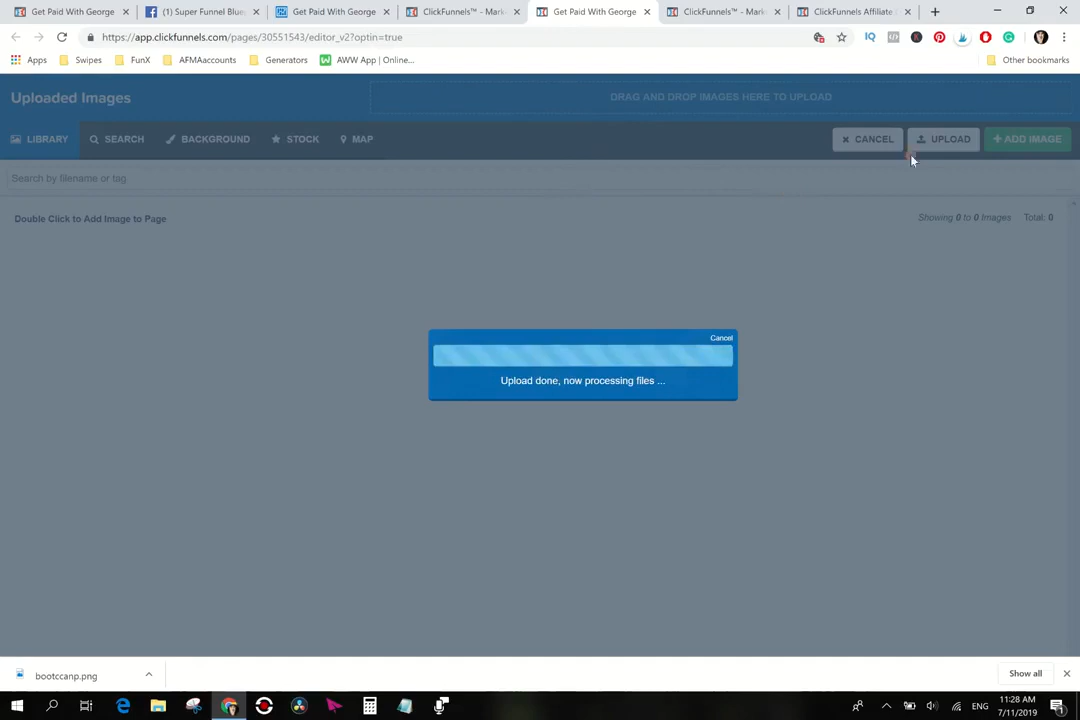 Get Paid With George
(1) Super Funnel Blue
Get Paid With George
ClickFunnels™ - Mark
Get Paid With George
ClickFunnels™ - Mark
ClickFunnels Affiliate
https://app.clickfunnels.com/pages/30551543/editor_v2?optin=true
Apps
Swipes
FunX
AFMAaccounts
Generators
AWW App | Online...
Other bookmarks
Uploaded Images
DRAG AND DROP IMAGES HERE TO UPLOAD
LIBRARY
SEARCH
BACKGROUND
STOCK
MAP
CANCEL
UPLOAD
ADD IMAGE
Search by filename or tag
Double Click to Add Image to Page
Showing 0 to 0 Images Total: 0
Cancel
Upload done, now processing files ...
bootccanp.png
Show all
ENG
11:28 AM
7/11/2019